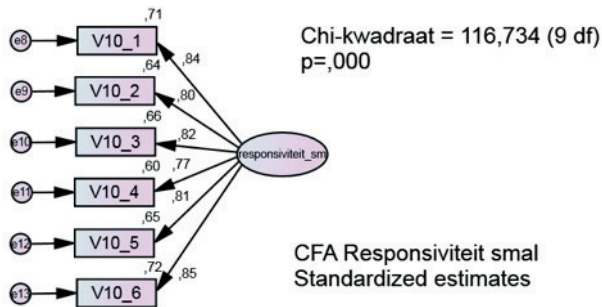 ,71
e8
V10_1
,84
Chi-kwadraat = 116,734 (9 df)
p=,000
,64
e9
V10_2
,80
,66
e10
V10_3
,82
responsiviteit_sm
,60
,77
e11
V10_4
,81
,65
e12
V10_5
,72
,85
e13
V10_6
CFA Responsiviteit smal
Standardized estimates